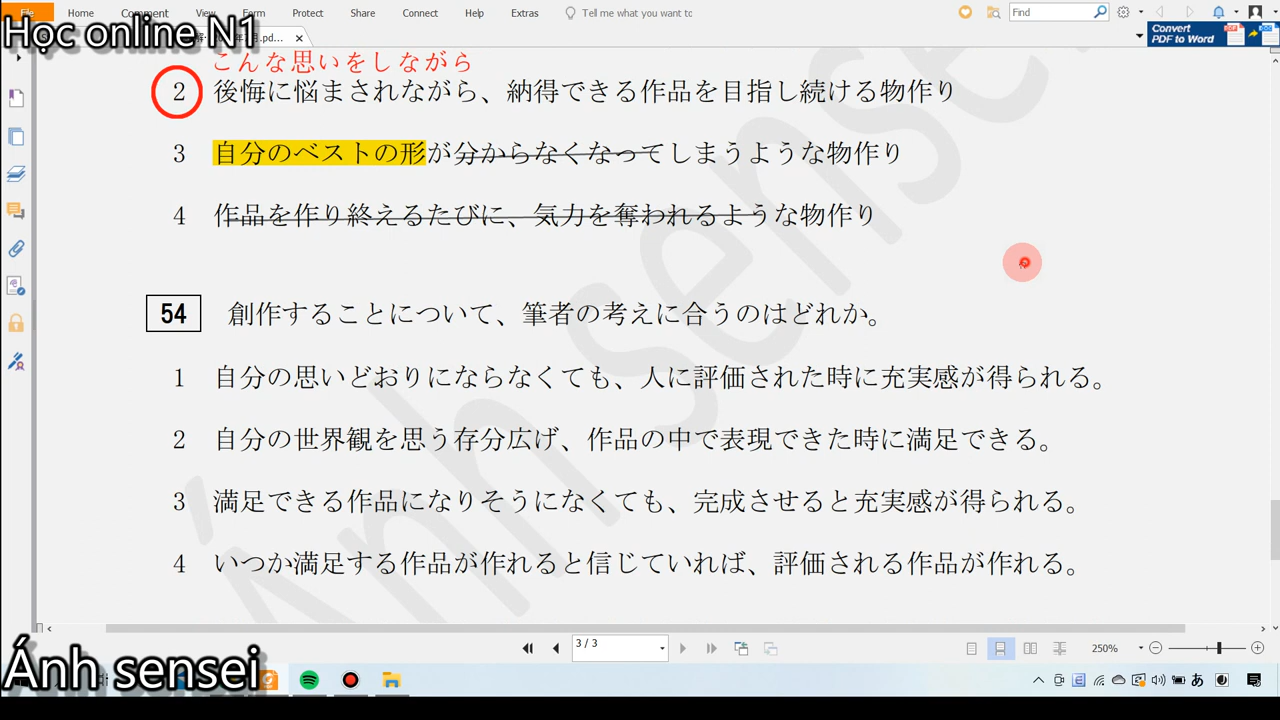 File Home Comment View Form Protect Share Connect Help Extras Tell me what you want to Find
Học online N1
年 月.pd...
Convert
PDF to Word
こんな思いをしながら
2 後悔に悩まされながら、納得できる作品を目指し続ける物作り
3 自分のベストの形が分からなくなってしまうような物作り
4 作品を作り終えるたびに、気力を奪われるような物作り
54 創作することについて、筆者の考えに合うのはどれか。
1 自分の思いどおりにならなくても、人に評価された時に充実感が得られる。
2 自分の世界観を思う存分広げ、作品の中で表現できた時に満足できる。
3 満足できる作品になりそうになくても、完成させると充実感が得られる。
4 いつか満足する作品が作れると信じていれば、評価される作品が作れる。
Ánh sensei
3 / 3
250%
Ánh sensei
あ